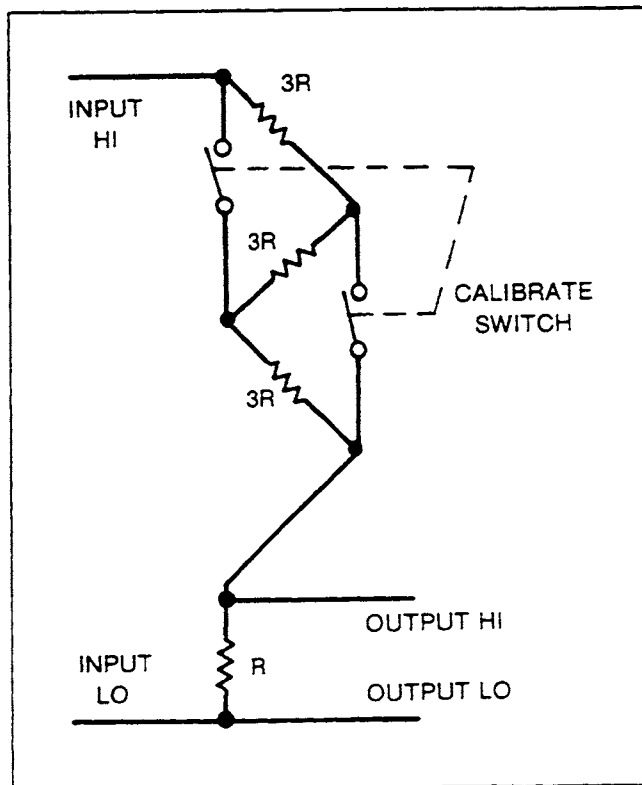 3R
INPUT
HI
3R
CALIBRATE
SWITCH
3R
OUTPUT HI
INPUT
LO
R
OUTPUT LO